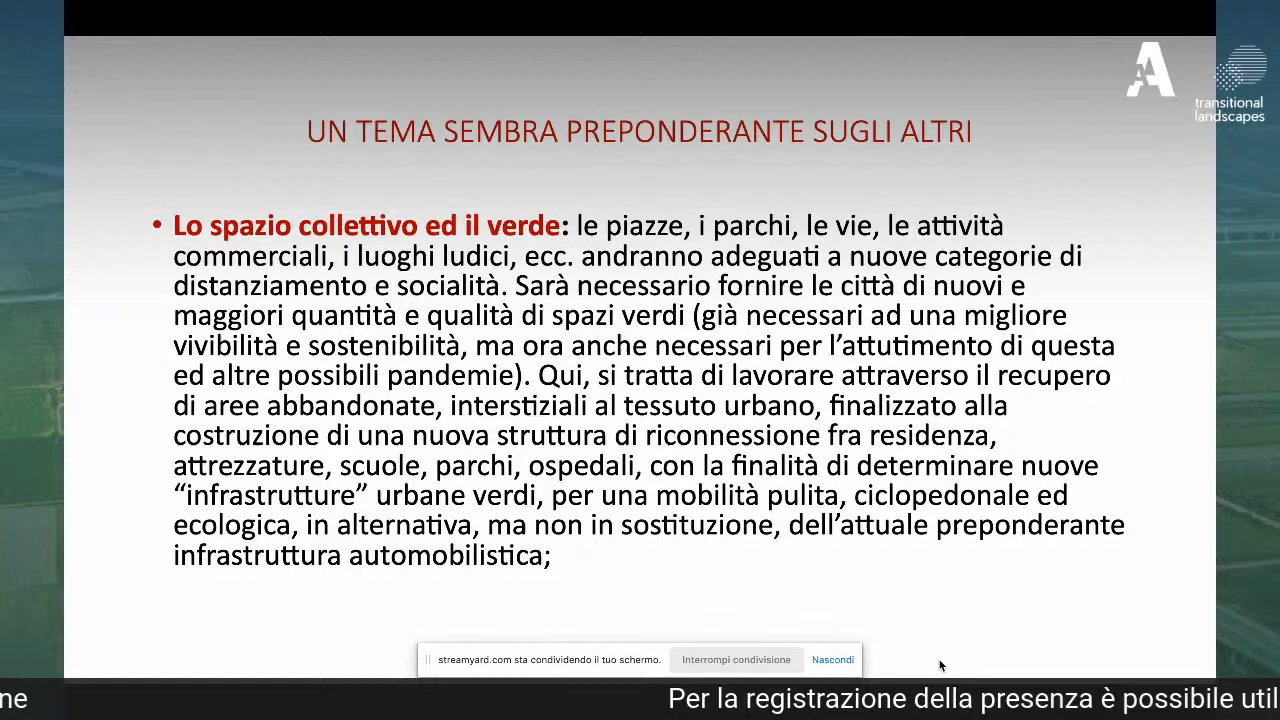 transitional
landscapes
UN TEMA SEMBRA PREPONDERANTE SUGLI ALTRI
• Lo spazio collettivo ed il verde: le piazze, i parchi, le vie, le attività
commerciali, i luoghi ludici, ecc. andranno adeguati a nuove categorie di
distanziamento e socialità. Sarà necessario fornire le città di nuovi e
maggiori quantità e qualità di spazi verdi (già necessari ad una migliore
vivibilità e sostenibilità, ma ora anche necessari per l’attutimento di questa
ed altre possibili pandemie). Qui, si tratta di lavorare attraverso il recupero
di aree abbandonate, interstiziali al tessuto urbano, finalizzato alla
costruzione di una nuova struttura di riconnessione fra residenza,
attrezzature, scuole, parchi, ospedali, con la finalità di determinare nuove
“infrastrutture” urbane verdi, per una mobilità pulita, ciclopedonale ed
ecologica, in alternativa, ma non in sostituzione, dell’attuale preponderante
infrastruttura automobilistica;
streamyard.com sta condividendo il tuo schermo. Interrompi condivisione Nascondi
ne Per la registrazione della presenza è possibile util